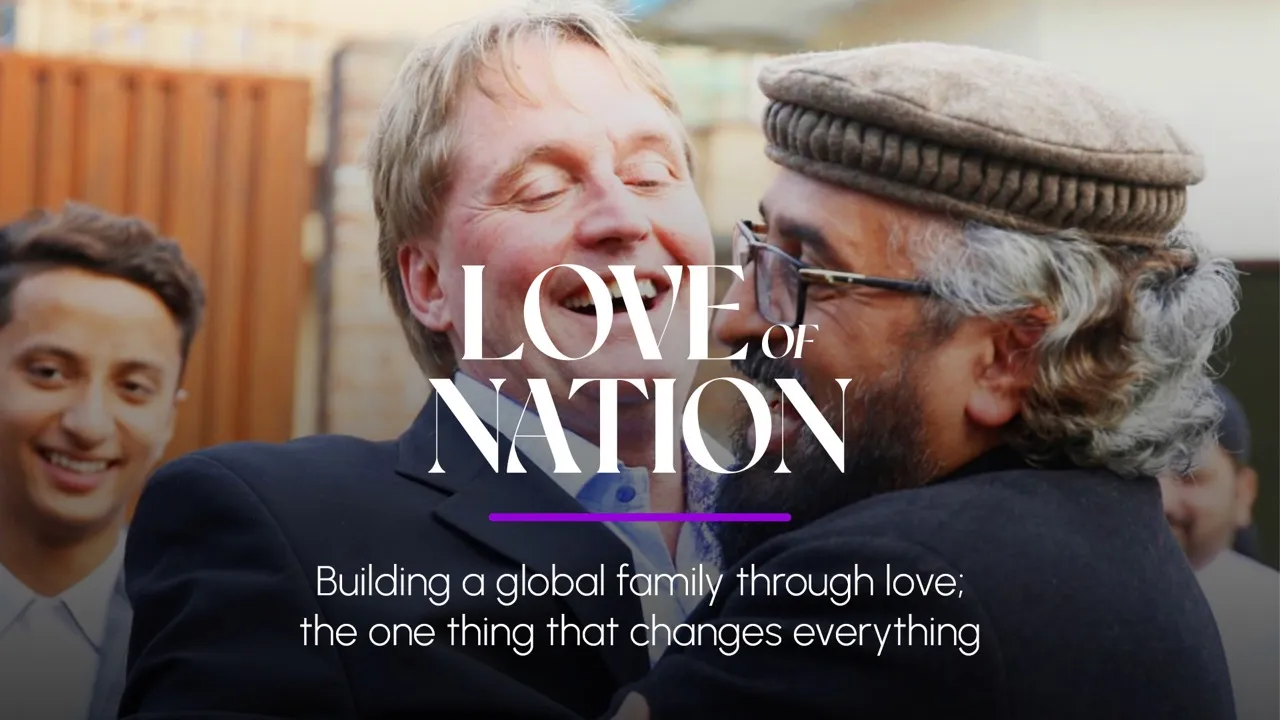 LOVE OF
NATION
Building a global family through love;
the one thing that changes everything